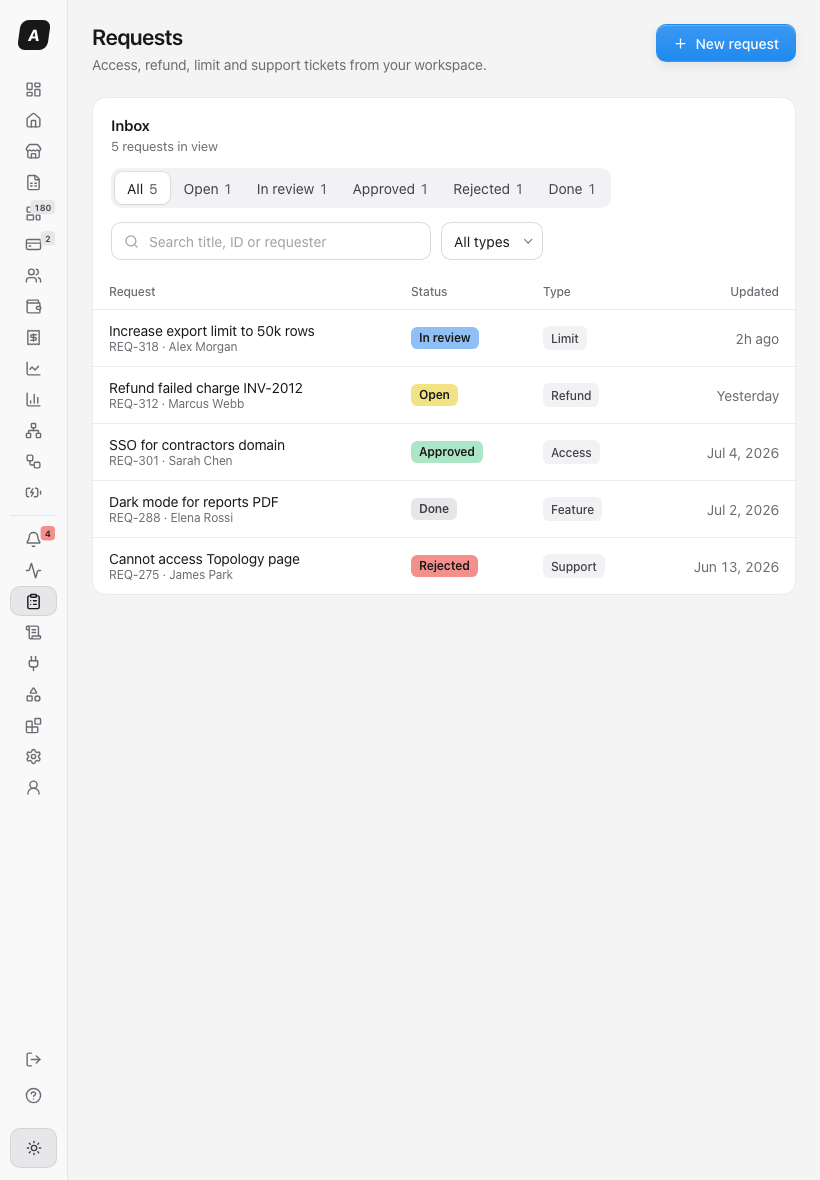 A
Requests
Access, refund, limit and support tickets from your workspace.
New request
180
2
4
Inbox
5 requests in view
All 5 Open 1 In review 1 Approved 1 Rejected 1 Done 1
Search title, ID or requester
All types
Request Status Type Updated
Increase export limit to 50k rows
REQ-318 · Alex Morgan
In review Limit 2h ago
Refund failed charge INV-2012
REQ-312 · Marcus Webb
Open Refund Yesterday
SSO for contractors domain
REQ-301 · Sarah Chen
Approved Access Jul 4, 2026
Dark mode for reports PDF
REQ-288 · Elena Rossi
Done Feature Jul 2, 2026
Cannot access Topology page
REQ-275 · James Park
Rejected Support Jun 13, 2026